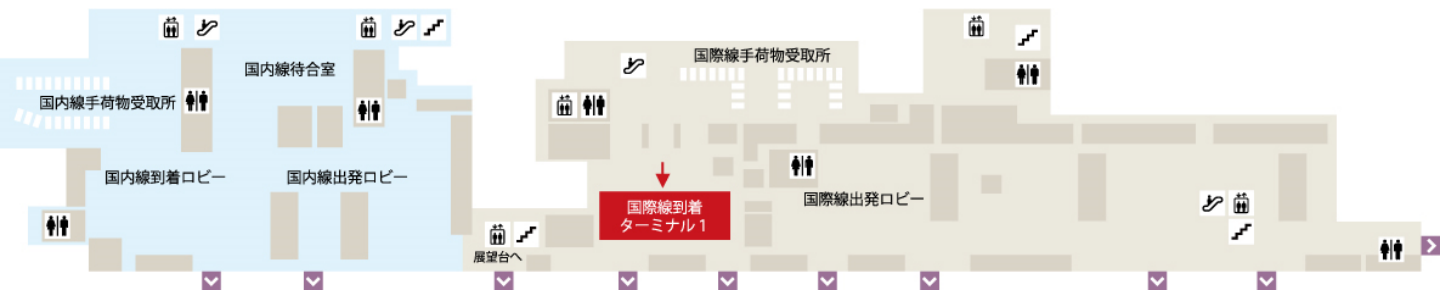 国際線手荷物受取所
国内線待合室
国内線手荷物受取所
国内線到着ロビー
国内線出発ロビー
国際線到着
ターミナル1
国際線出発ロビー
展望台へ